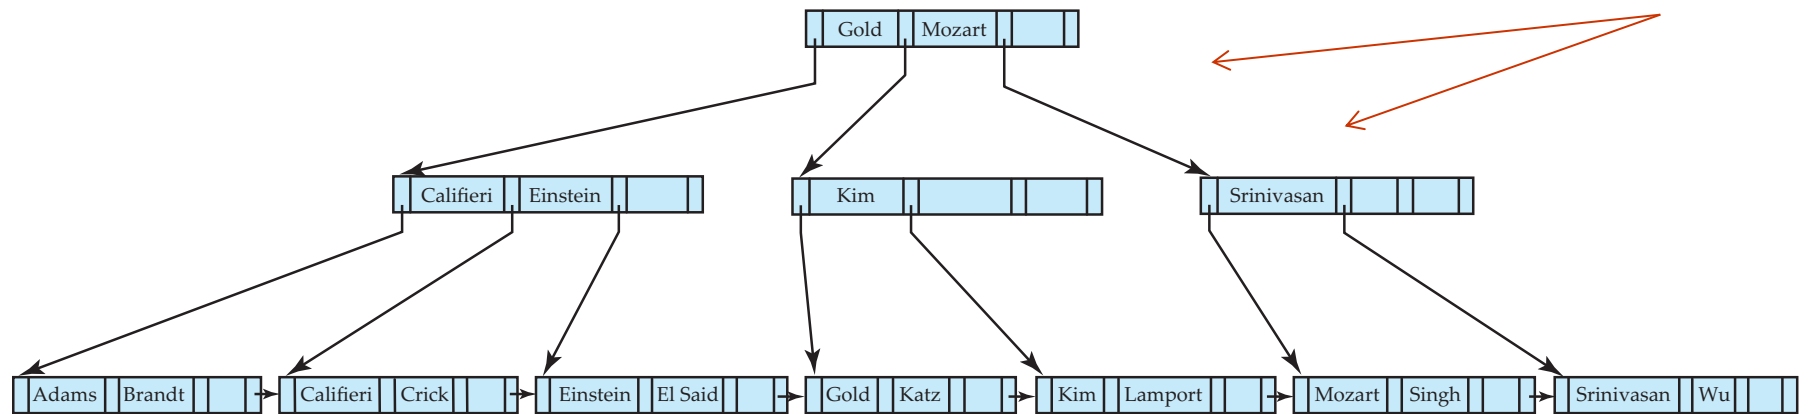 Gold Mozart
Califieri Einstein Kim Srinivasan
Adams Brandt Califieri Crick Einstein El Said Gold Katz Kim Lamport Mozart Singh Srinivasan Wu